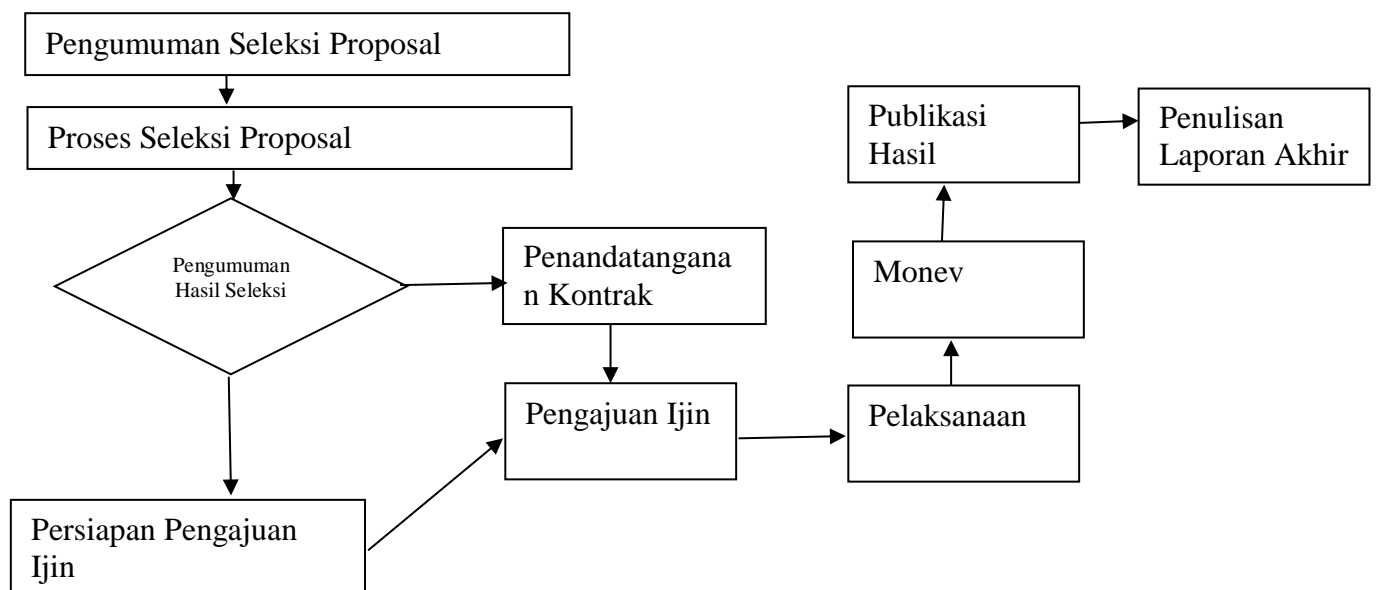 Pengumuman Seleksi Proposal
Proses Seleksi Proposal
Pengumuman
Hasil Seleksi
Penandatangana
n Kontrak
Persiapan Pengajuan
Ijin
Pengajuan Ijin
Pelaksanaan
Monev
Publikasi
Hasil
Penulisan
Laporan Akhir